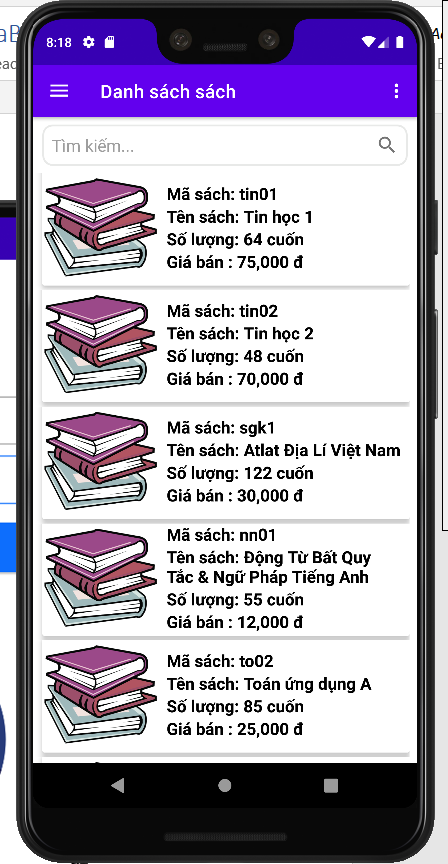 8:18
Danh sách sách
Tìm kiếm...
Mã sách: tin01
Tên sách: Tin học 1
Số lượng: 64 cuốn
Giá bán : 75,000 đ
Mã sách: tin02
Tên sách: Tin học 2
Số lượng: 48 cuốn
Giá bán : 70,000 đ
Mã sách: sgk1
Tên sách: Atlat Địa Lí Việt Nam
Số lượng: 122 cuốn
Giá bán : 30,000 đ
Mã sách: nn01
Tên sách: Động Từ Bất Quy
Tắc & Ngữ Pháp Tiếng Anh
Số lượng: 55 cuốn
Giá bán : 12,000 đ
Mã sách: to02
Tên sách: Toán ứng dụng A
Số lượng: 85 cuốn
Giá bán : 25,000 đ